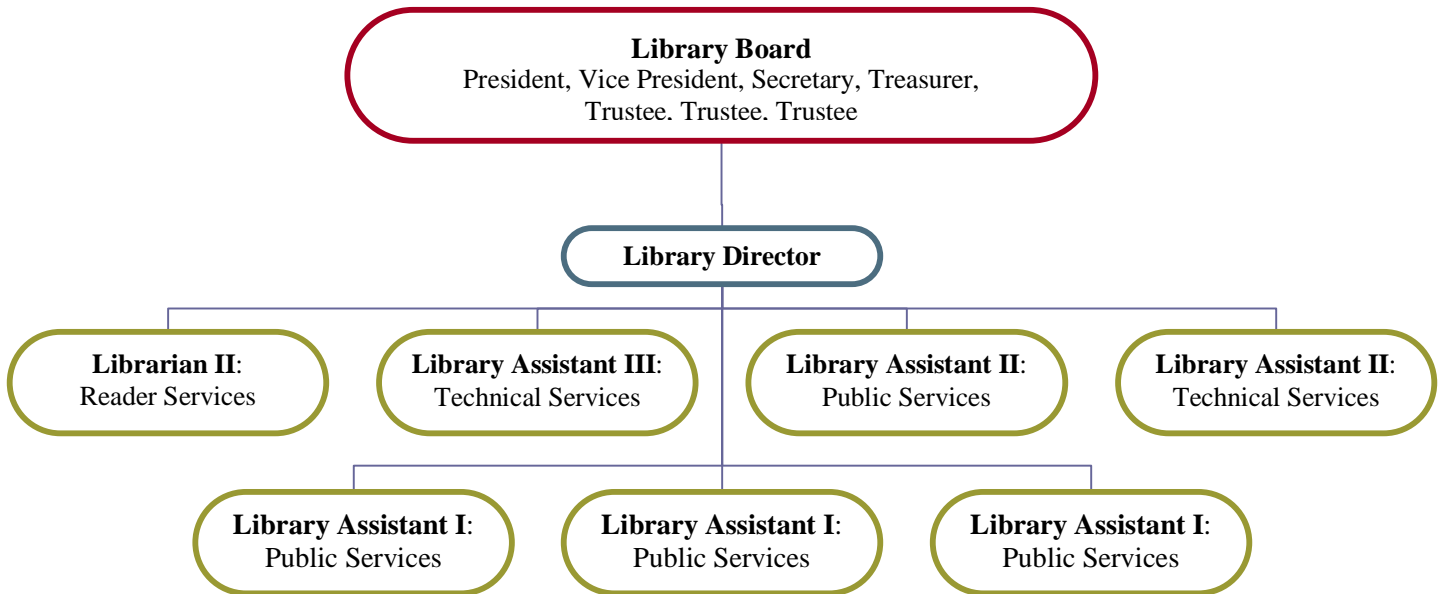 Library Board
President, Vice President, Secretary, Treasurer,
Trustee, Trustee, Trustee
Library Director
Librarian II:
Reader Services
Library Assistant III:
Technical Services
Library Assistant II:
Public Services
Library Assistant II:
Technical Services
Library Assistant I:
Public Services
Library Assistant I:
Public Services
Library Assistant I:
Public Services